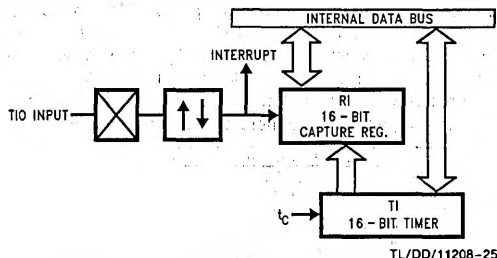 INTERNAL DATA BUS
INTERRUPT
TIO INPUT
RI
16-BIT
CAPTURE REG.
tC
TI
16-BIT TIMER
TL/DD/11208-25